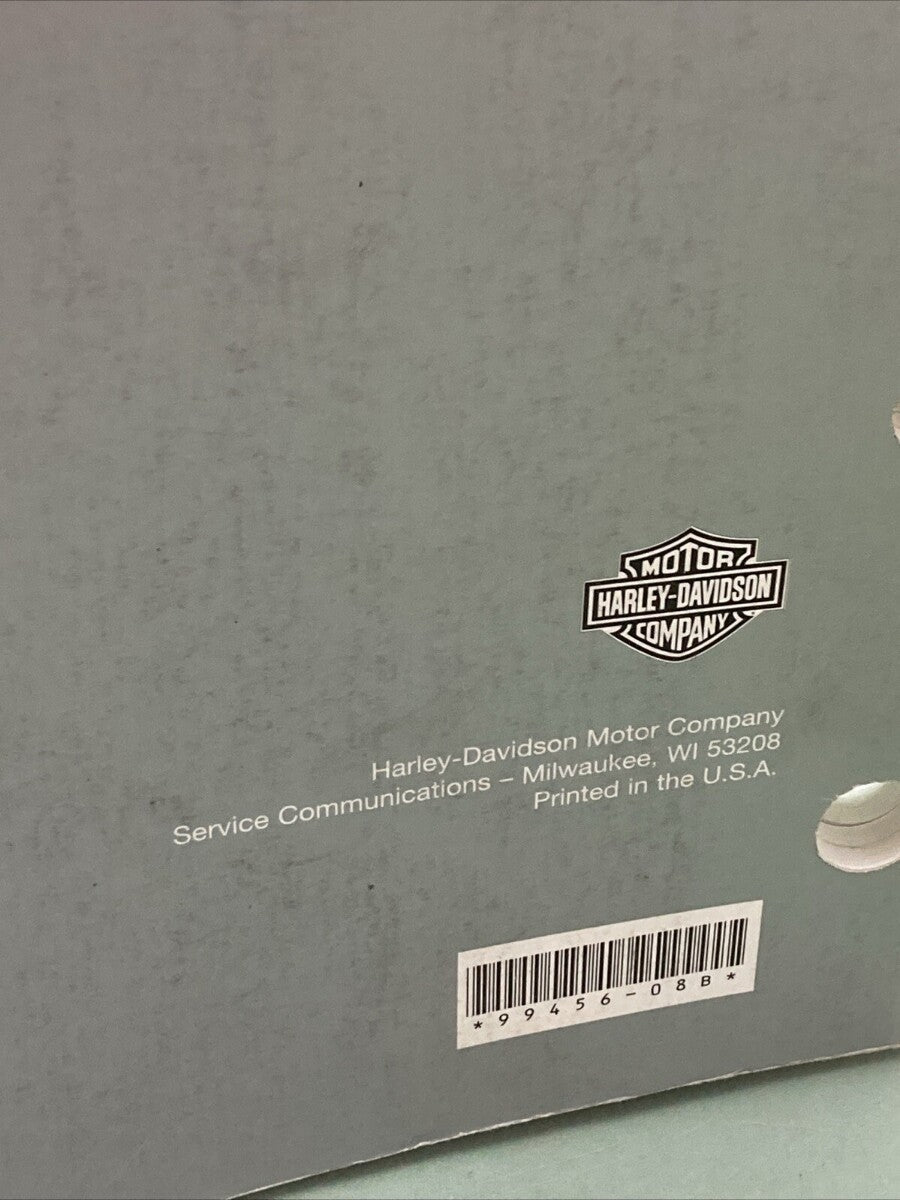 MOTOR
HARLEY-DAVIDSON
COMPANY
Harley-Davidson Motor Company
Service Communications – Milwaukee, WI 53208
Printed in the U.S.A.
*99456-08B*